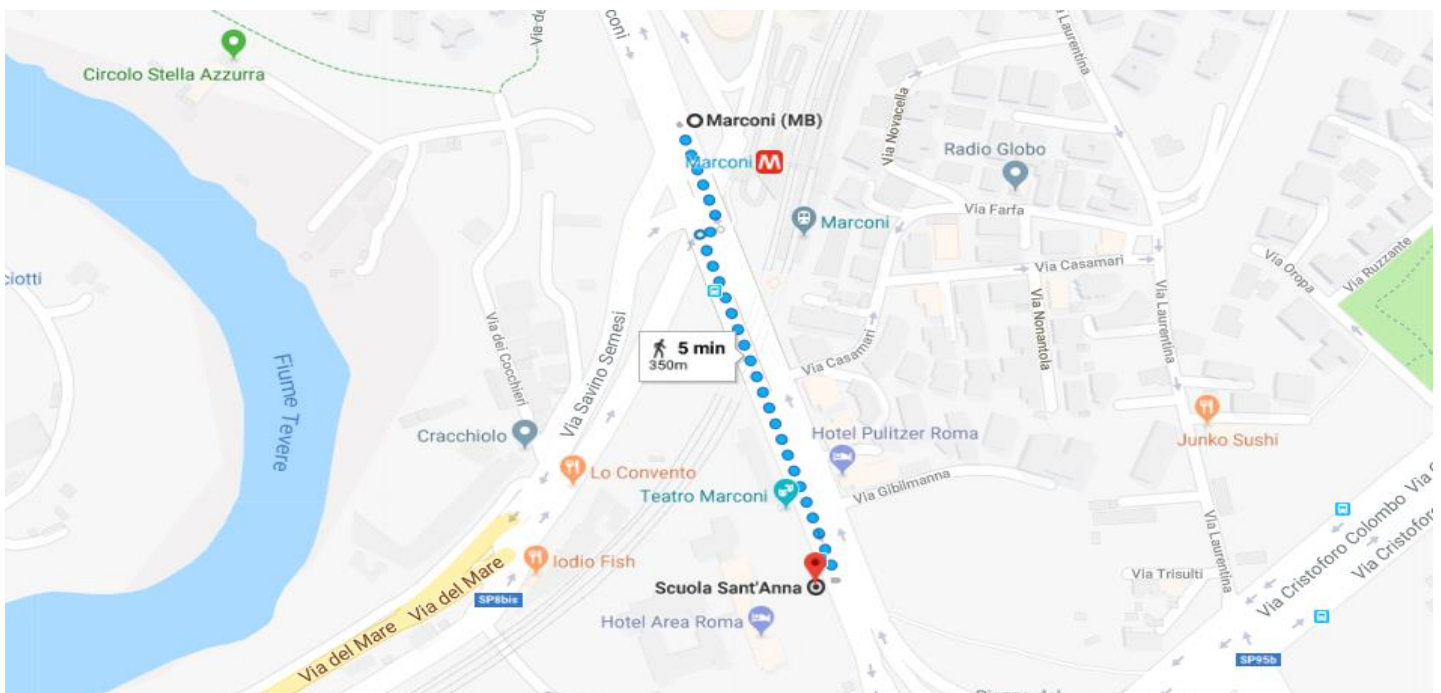 Via de
coni
Circolo Stella Azzurra
Marconi (MB)
Marconi
M
Via Novacella
Via Laurentina
Radio Globo
Marconi
Via Farfa
ciotti
Via Casamari
Via Oropa
Via Ruzzante
Via Savino Semesi
Via dei Cocchieri
5 min
350m
Via Casamari
Via Nonantola
Via Laurentina
Fiume Tevere
Cracchiolo
Hotel Pulitzer Roma
Junko Sushi
Lo Convento
Teatro Marconi
Via Gibilmanna
Via Laurentina
Via Cristoforo Colombo
Via C
Via Cristoforo
Iodio Fish
Via del Mare
Via del Mare
Scuola Sant'Anna
Via Trisulti
SP8bis
Hotel Area Roma
SP95b